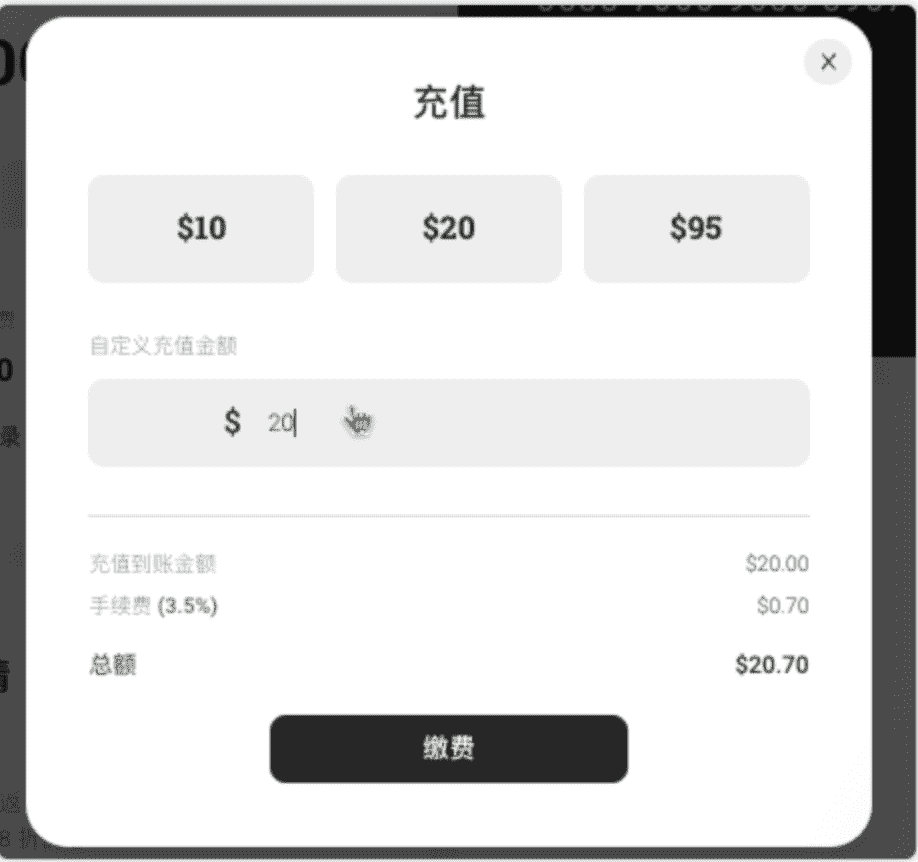 充值
$10 $20 $95
自定义充值金额
$ 20
充值到账金额 $20.00
手续费 (3.5%) $0.70
总额 $20.70
缴费